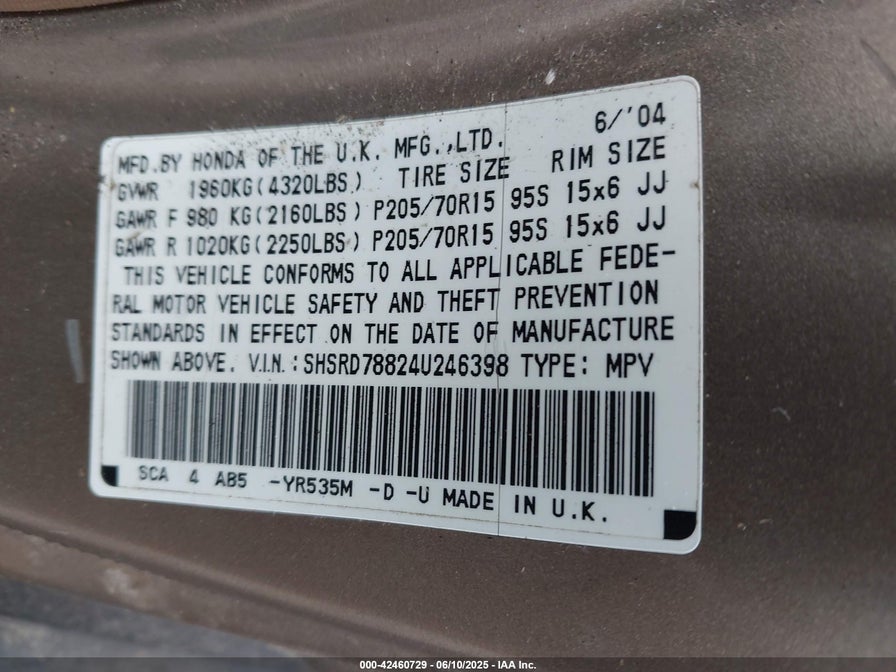 MFD.BY HONDA OF THE U.K. MFG.,LTD. 6/'04
GVWR 1960KG(4320LBS) TIRE SIZE RIM SIZE
GAWR F 980 KG(2160LBS) P205/70R15 95S 15x6 JJ
GAWR R 1020KG(2250LBS) P205/70R15 95S 15x6 JJ
THIS VEHICLE CONFORMS TO ALL APPLICABLE FEDE-
RAL MOTOR VEHICLE SAFETY AND THEFT PREVENTION
STANDARDS IN EFFECT ON THE DATE OF MANUFACTURE
SHOWN ABOVE. V.I.N.:SHSRD78824U246398 TYPE: MPV
SCA 4 AB5 -YR535M -D -U MADE IN U.K.
000-42460729 - 06/10/2025 - IAA Inc.